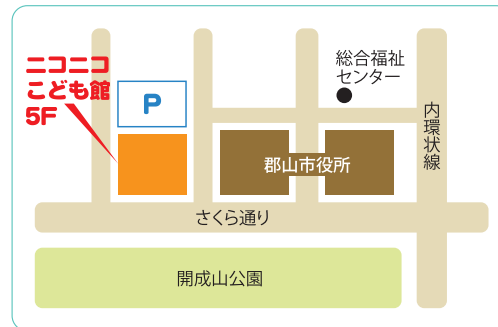 ニコニコ
こども館
5F
P
総合福祉
センター
内環状線
郡山市役所
さくら通り
開成山公園